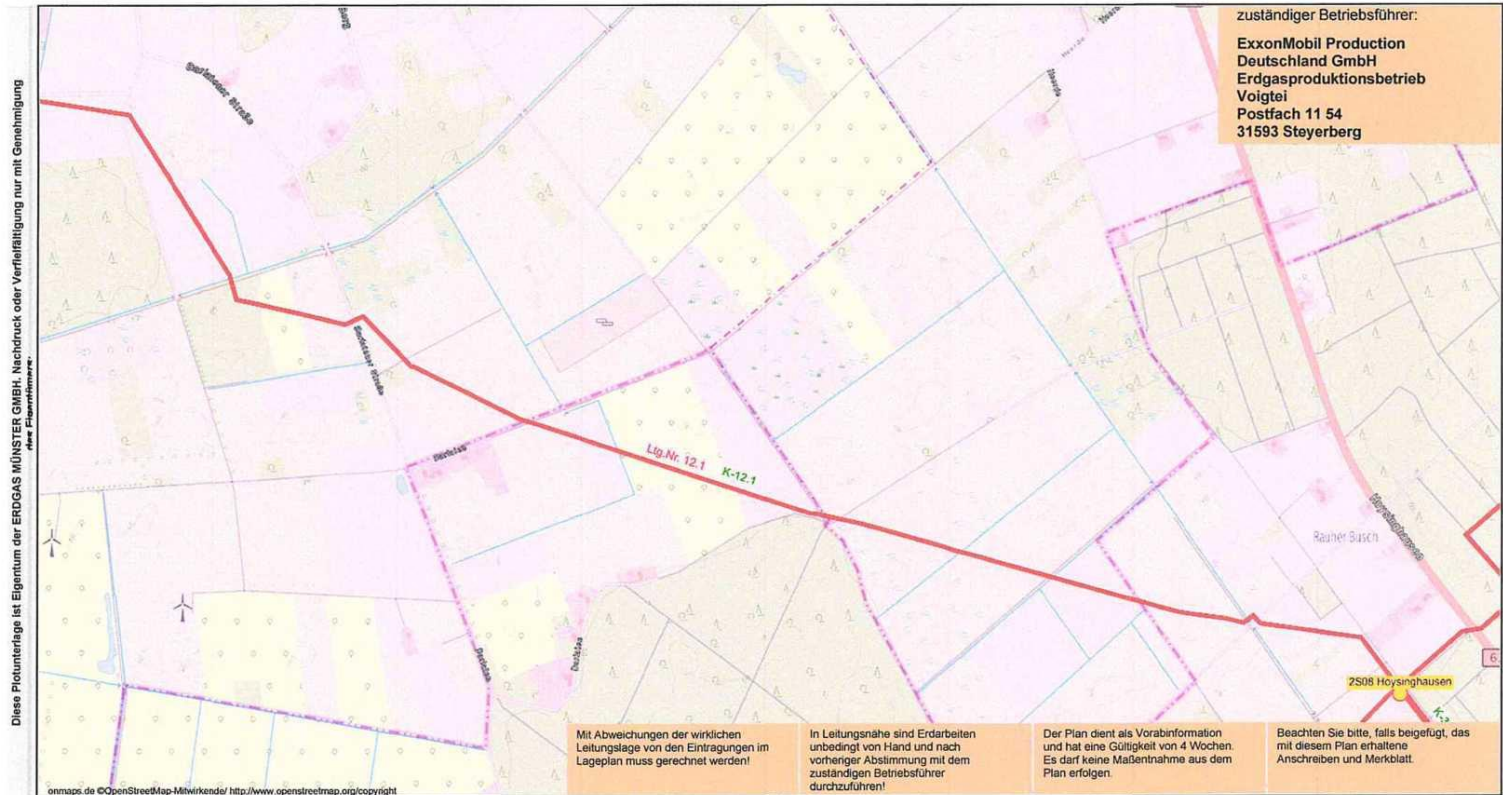 zuständiger Betriebsführer:
ExxonMobil Production
Deutschland GmbH
Erdgasproduktionsbetrieb
Voigtei
Postfach 11 54
31593 Steyerberg
Diese Plotunterlage ist Eigentum der ERDGAS MÜNSTER GMBH. Nachdruck oder Verfielfältigung nur mit Genehmigung
des Eigentümers.
Ltg.Nr. 12.1
K-12.1
Hoysinghausen
Rauher Busch
6
2S08 Hoysinghausen
Mit Abweichungen der wirklichen
Leitungslage von den Eintragungen im
Lageplan muss gerechnet werden!
In Leitungsnähe sind Erdarbeiten
unbedingt von Hand und nach
vorheriger Abstimmung mit dem
zuständigen Betriebsführer
durchzuführen!
Der Plan dient als Vorabinformation
und hat eine Gültigkeit von 4 Wochen.
Es darf keine Maßentnahme aus dem
Plan erfolgen.
Beachten Sie bitte, falls beigefügt, das
mit diesem Plan erhaltene
Anschreiben und Merkblatt.
onmaps.de ©OpenStreetMap-Mitwirkende/ http://www.openstreetmap.org/copyright